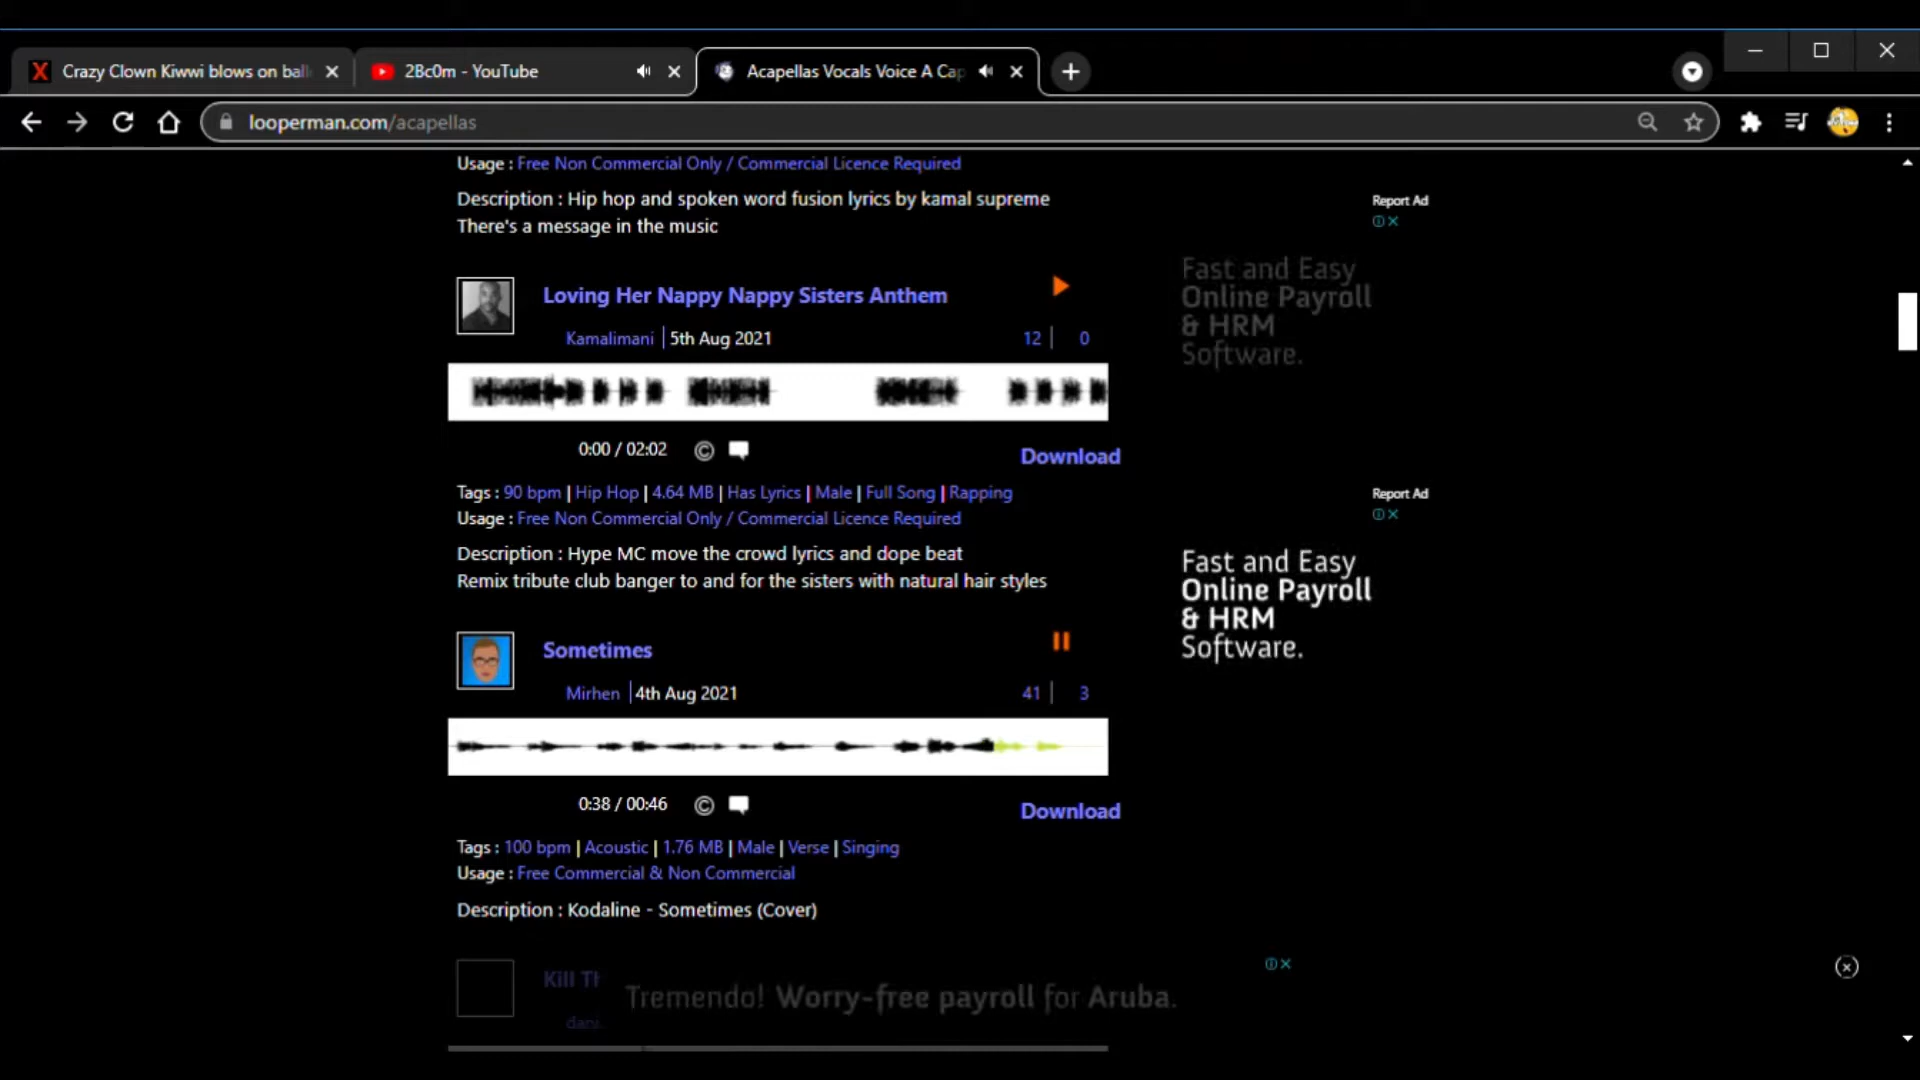 Crazy Clown Kiwwi blows on ball
2Bc0m - YouTube
Acapellas Vocals Voice A Cap
looperman.com/acapellas
Usage : Free Non Commercial Only / Commercial Licence Required
Description : Hip hop and spoken word fusion lyrics by kamal supreme
There's a message in the music
Report Ad
Fast and Easy
Online Payroll
& HRM
Software.
Loving Her Nappy Nappy Sisters Anthem
Kamalimani | 5th Aug 2021
12 | 0
0:00 / 02:02
Download
Tags : 90 bpm | Hip Hop | 4.64 MB | Has Lyrics | Male | Full Song | Rapping
Usage : Free Non Commercial Only / Commercial Licence Required
Description : Hype MC move the crowd lyrics and dope beat
Remix tribute club banger to and for the sisters with natural hair styles
Report Ad
Fast and Easy
Online Payroll
& HRM
Software.
Sometimes
Mirhen | 4th Aug 2021
41 | 3
0:38 / 00:46
Download
Tags : 100 bpm | Acoustic | 1.76 MB | Male | Verse | Singing
Usage : Free Commercial & Non Commercial
Description : Kodaline - Sometimes (Cover)
Kill Th
dani
Tremendo! Worry-free payroll for Aruba.